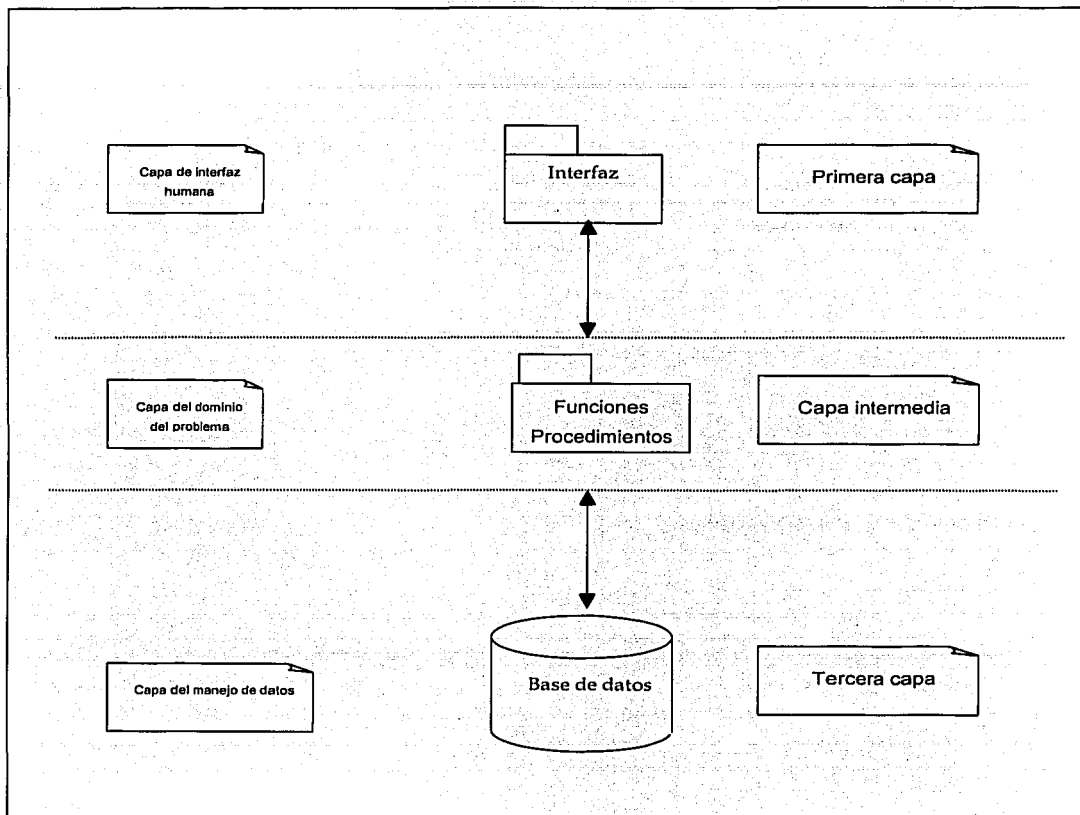 Capa de interfaz
humana
Interfaz
Primera capa
Capa del dominio
del problema
Funciones
Procedimientos
Capa intermedia
Capa del manejo de datos
Base de datos
Tercera capa